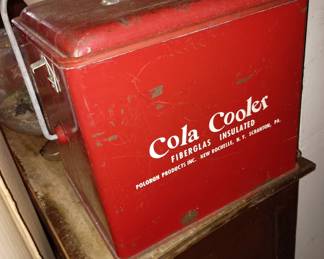 Cola Cooler
FIBERGLAS INSULATED
POLORON PRODUCTS INC. NEW ROCHELLE, N. Y. SCRANTON, PA.